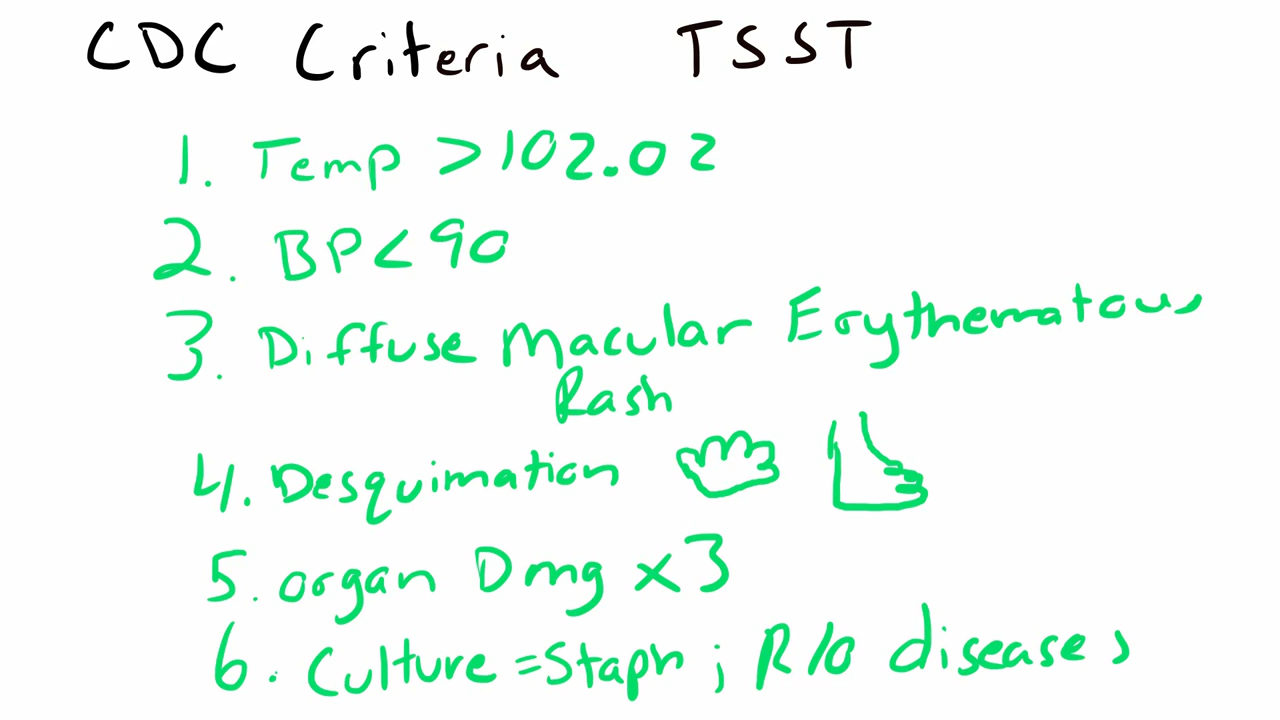 CDC Criteria TSST
1. Temp >102.02
2. BP<90
3. Diffuse Macular Erythematous
Rash
4. Desquimation
5. organ Dmg x3
6. Culture =Staph ; R/o diseases